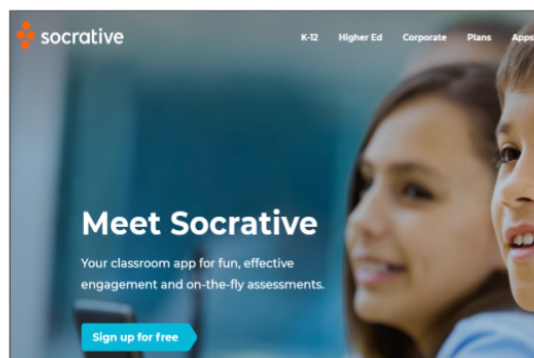 socrative
K-12 Higher Ed Corporate Plans Apps
Meet Socrative
Your classroom app for fun, effective
engagement and on-the-fly assessments.
Sign up for free